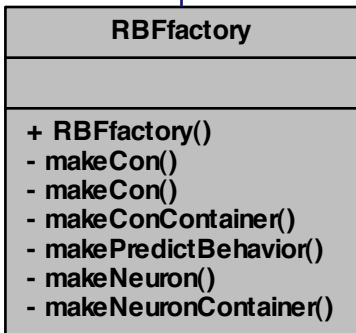 RBFfactory
+ RBFfactory()
- makeCon()
- makeCon()
- makeConContainer()
- makePredictBehavior()
- makeNeuron()
- makeNeuronContainer()